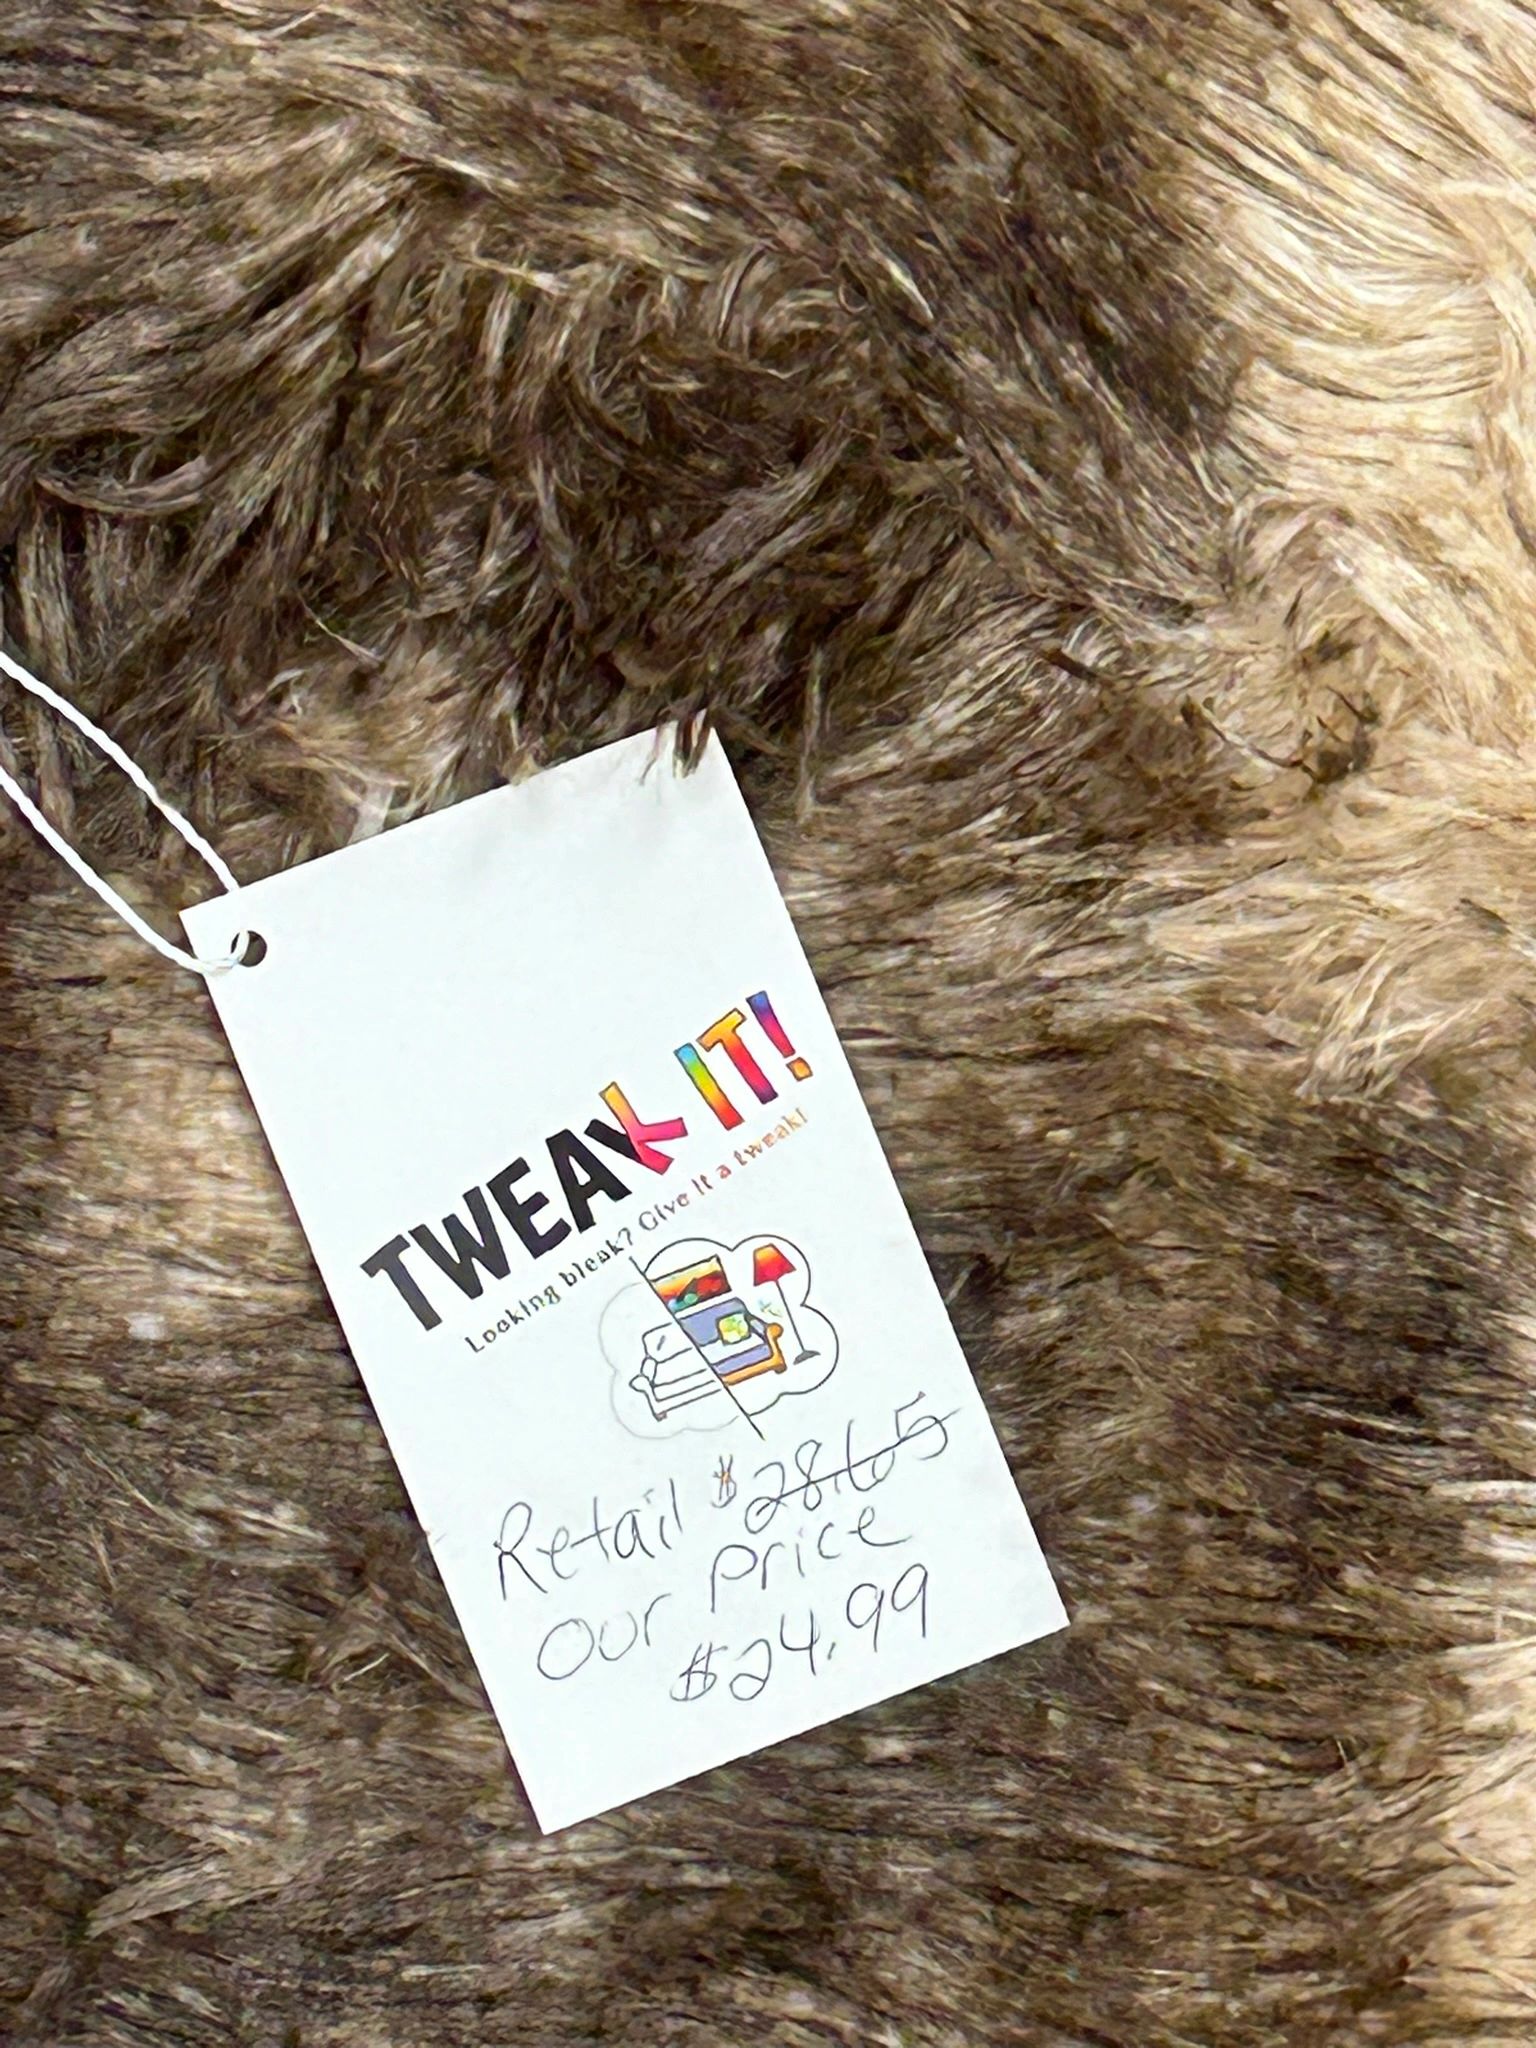 TWEAK IT!
Looking bleak? Give it a tweak!
Retail $28.65
our price
$24.99